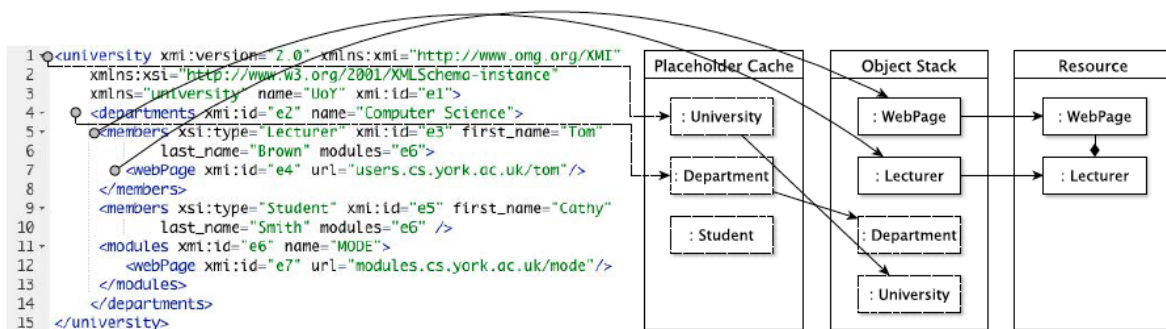 1 <university xmi:version="2.0" xmlns:xmi="http://www.omg.org/XMI"
2 xmlns:xsi="http://www.w3.org/2001/XMLSchema-instance"
3 xmlns="university" name="UoY" xmi:id="e1">
4 <departments xmi:id="e2" name="Computer Science">
5 <members xsi:type="Lecturer" xmi:id="e3" first_name="Tom"
6 last_name="Brown" modules="e6">
7 <webPage xmi:id="e4" url="users.cs.york.ac.uk/tom"/>
8 </members>
9 <members xsi:type="Student" xmi:id="e5" first_name="Cathy"
10 last_name="Smith" modules="e6" />
11 <modules xmi:id="e6" name="MODE">
12 <webPage xmi:id="e7" url="modules.cs.york.ac.uk/mode"/>
13 </modules>
14 </departments>
15 </university>
Placeholder Cache
: University
: Department
: Student
Object Stack
: WebPage
: Lecturer
: Department
: University
Resource
: WebPage
: Lecturer